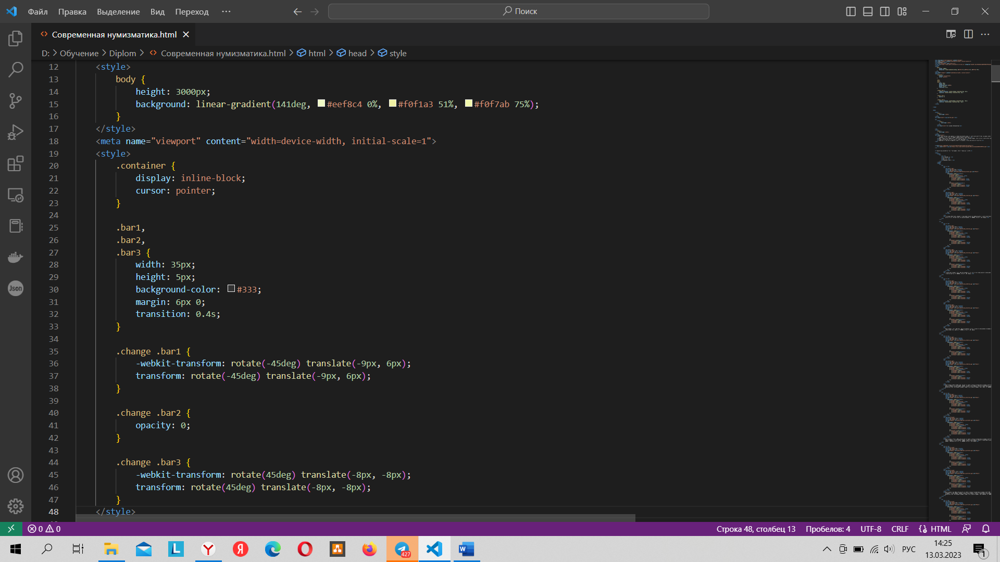 Файл Правка Выделение Вид Переход ··· Поиск
Современная нумизматика.html
D: > Обучение > Diplom > Современная нумизматика.html > html > head > style
12 <style>
13 body {
14 height: 3000px;
15 background: linear-gradient(141deg, #eef8c4 0%, #f0f1a3 51%, #f0f7ab 75%);
16 }
17 </style>
18 <meta name="viewport" content="width=device-width, initial-scale=1">
19 <style>
20 .container {
21 display: inline-block;
22 cursor: pointer;
23 }
24
25 .bar1,
26 .bar2,
27 .bar3 {
28 width: 35px;
29 height: 5px;
30 background-color: #333;
31 margin: 6px 0;
32 transition: 0.4s;
33 }
34
35 .change .bar1 {
36 -webkit-transform: rotate(-45deg) translate(-9px, 6px);
37 transform: rotate(-45deg) translate(-9px, 6px);
38 }
39
40 .change .bar2 {
41 opacity: 0;
42 }
43
44 .change .bar3 {
45 -webkit-transform: rotate(45deg) translate(-8px, -8px);
46 transform: rotate(45deg) translate(-8px, -8px);
47 }
48 </style>
Json
0 0 Строка 48, столбец 13 Пробелов: 4 UTF-8 CRLF HTML
L Y Я 427 W РУС 14:25
13.03.2023 1